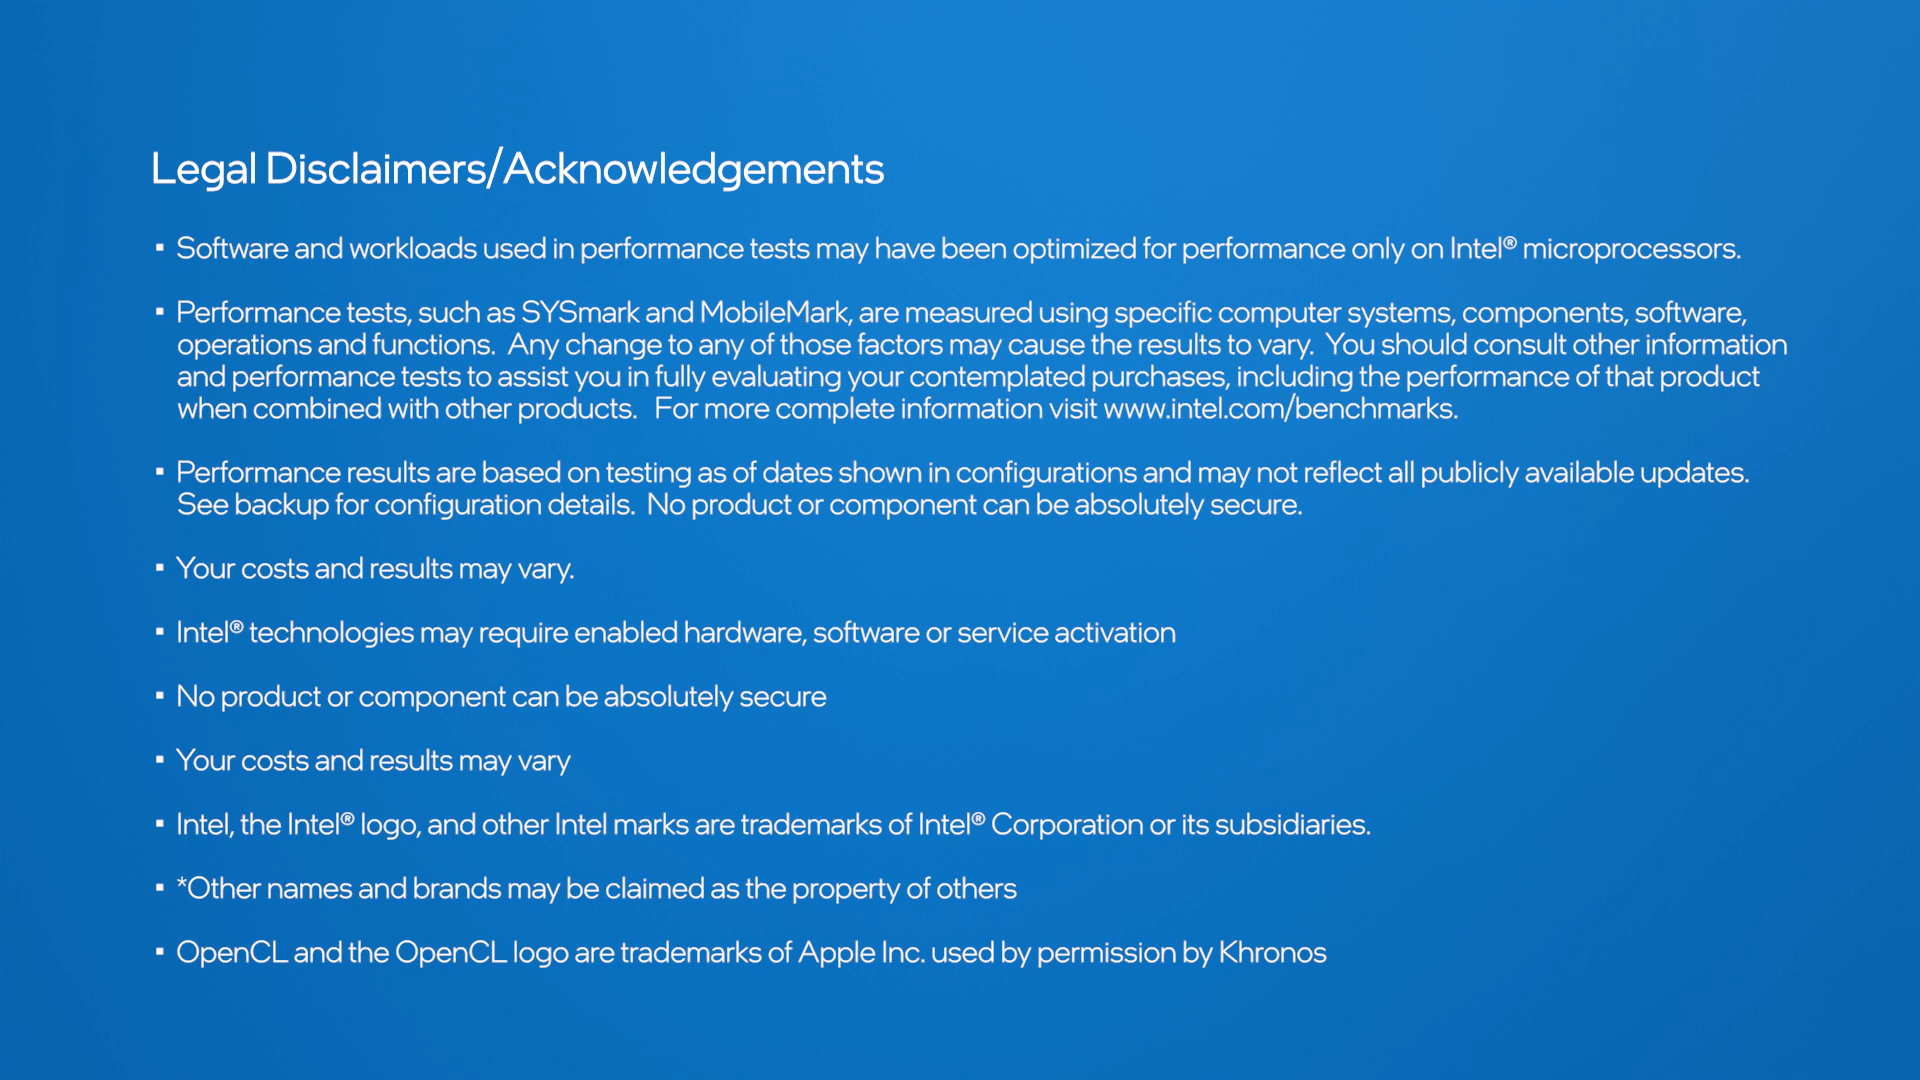 Legal Disclaimers/Acknowledgements
▪ Software and workloads used in performance tests may have been optimized for performance only on Intel® microprocessors.
▪ Performance tests, such as SYSmark and MobileMark, are measured using specific computer systems, components, software,
operations and functions.  Any change to any of those factors may cause the results to vary.  You should consult other information
and performance tests to assist you in fully evaluating your contemplated purchases, including the performance of that product
when combined with other products.   For more complete information visit www.intel.com/benchmarks.
▪ Performance results are based on testing as of dates shown in configurations and may not reflect all publicly available updates.
See backup for configuration details.  No product or component can be absolutely secure.
▪ Your costs and results may vary.
▪ Intel® technologies may require enabled hardware, software or service activation
▪ No product or component can be absolutely secure
▪ Your costs and results may vary
▪ Intel, the Intel® logo, and other Intel marks are trademarks of Intel® Corporation or its subsidiaries.
▪ *Other names and brands may be claimed as the property of others
▪ OpenCL and the OpenCL logo are trademarks of Apple Inc. used by permission by Khronos